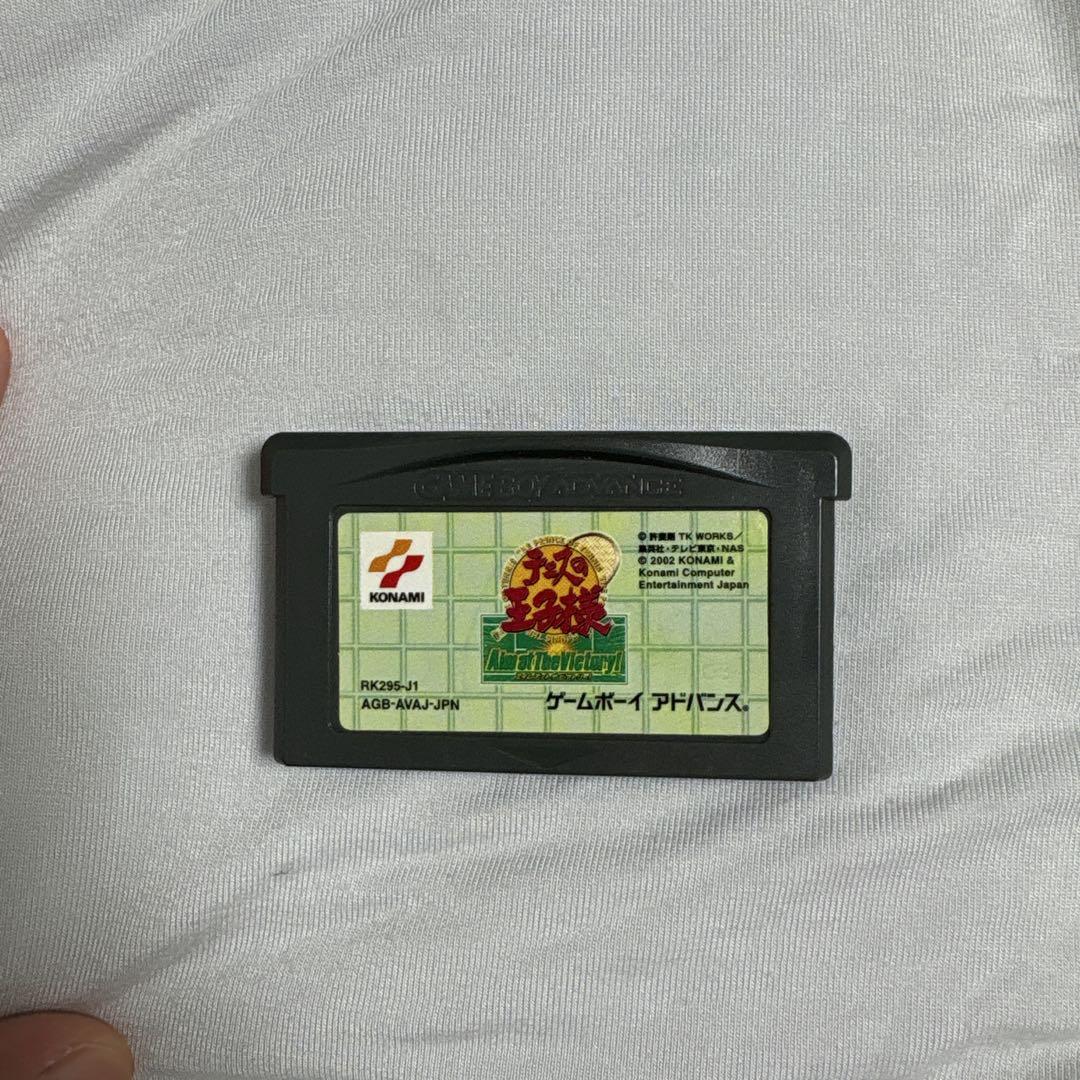 GAME BOY ADVANCE
KONAMI
テニスの
王子様
Aim at The Victory!
© 許斐剛 TK WORKS/
集英社・テレビ東京・NAS
© 2002 KONAMI &
Konami Computer
Entertainment Japan
RK295-J1
AGB-AVAJ-JPN
ゲームボーイ アドバンス®